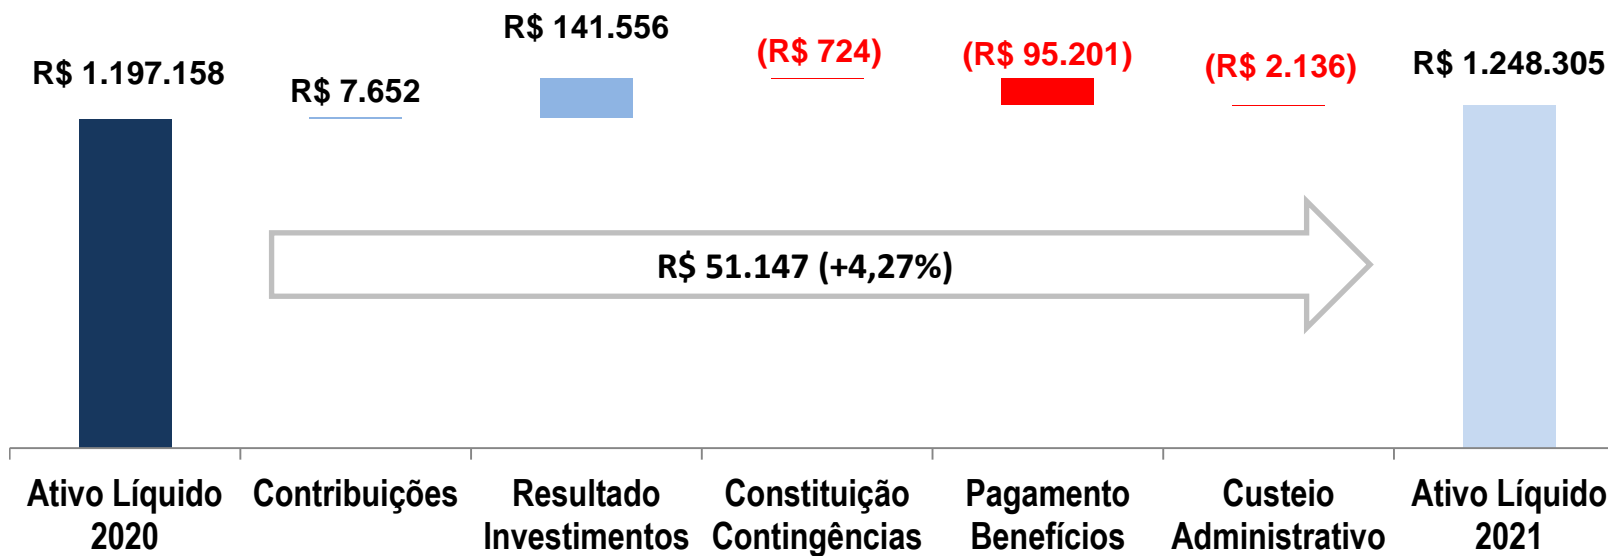 R$ 1.197.158
R$ 7.652
R$ 141.556
(R$ 724)
(R$ 95.201)
(R$ 2.136)
R$ 1.248.305
R$ 51.147 (+4,27%)
Ativo Líquido
2020
Contribuições
Resultado
Investimentos
Constituição
Contingências
Pagamento
Benefícios
Custeio
Administrativo
Ativo Líquido
2021